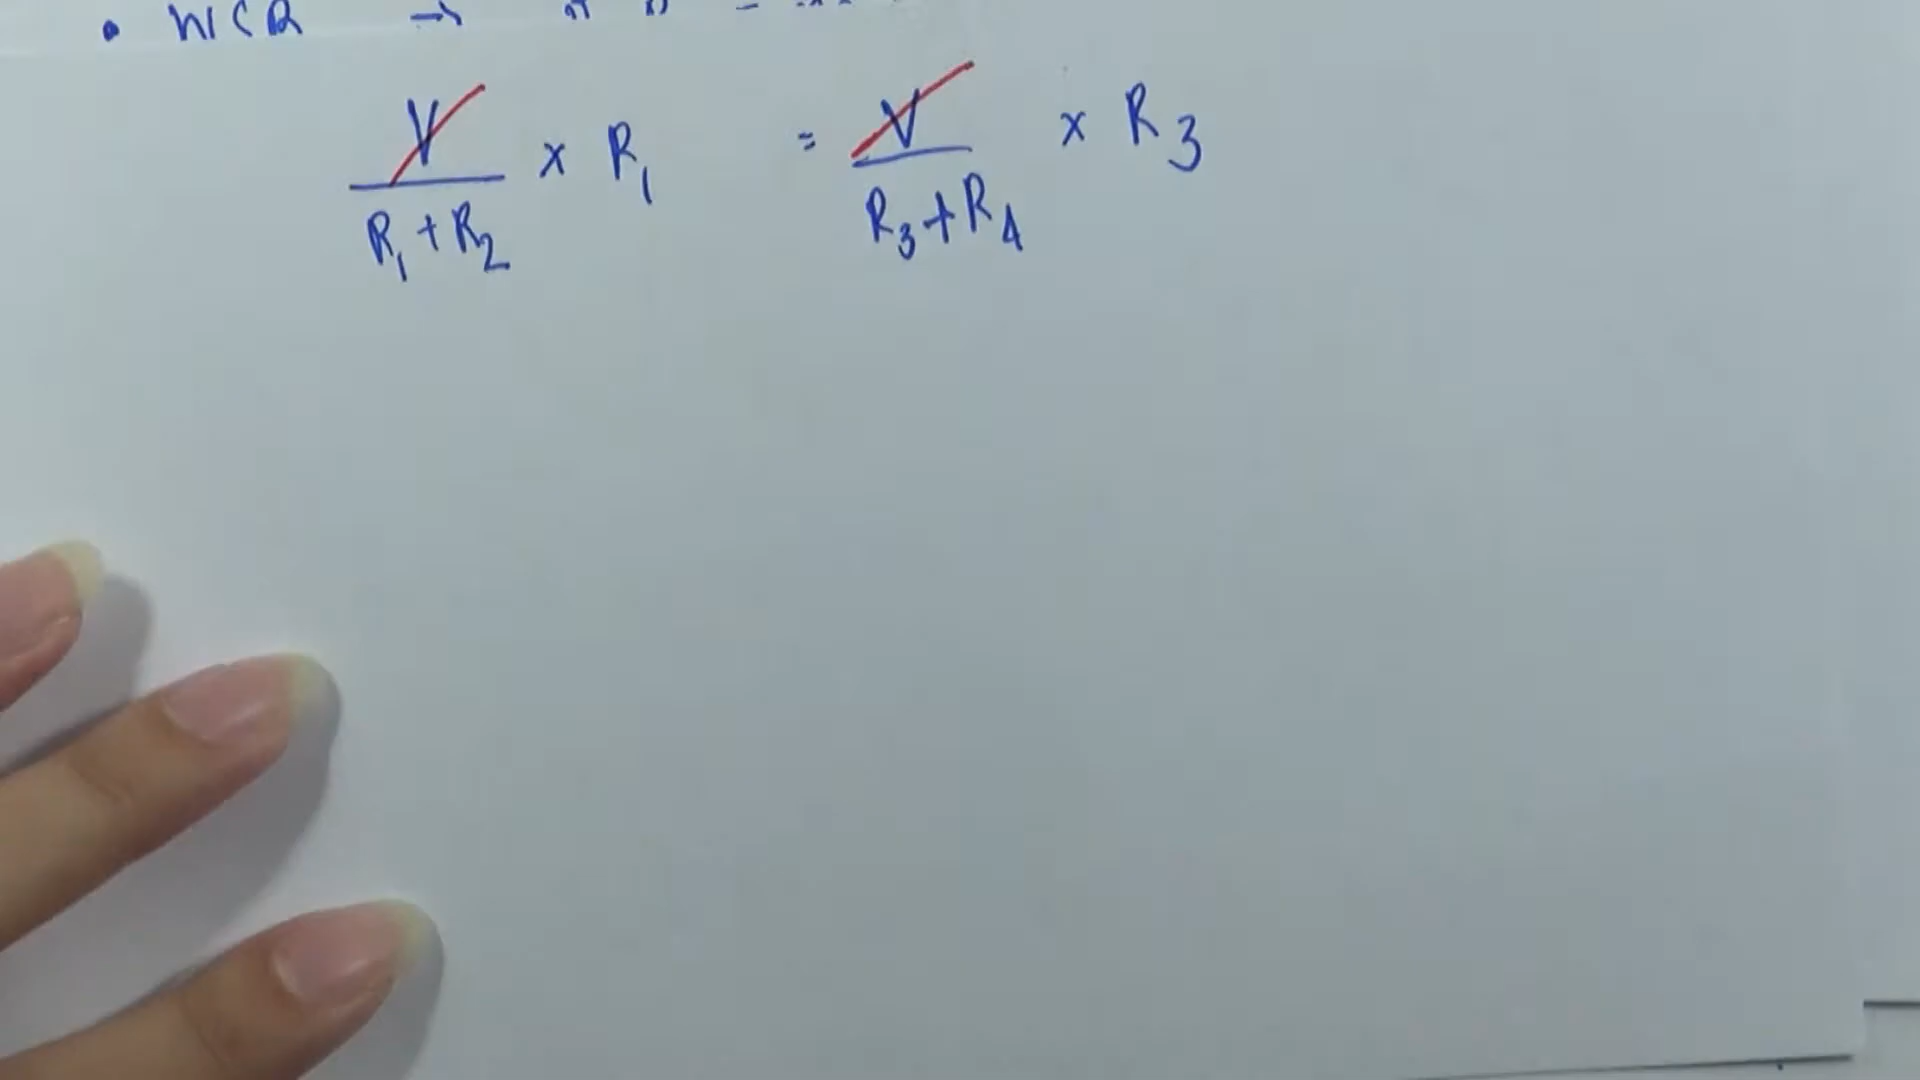 V/(R₁+R₂) x R₁ = V/(R₃+R₄) x R₃